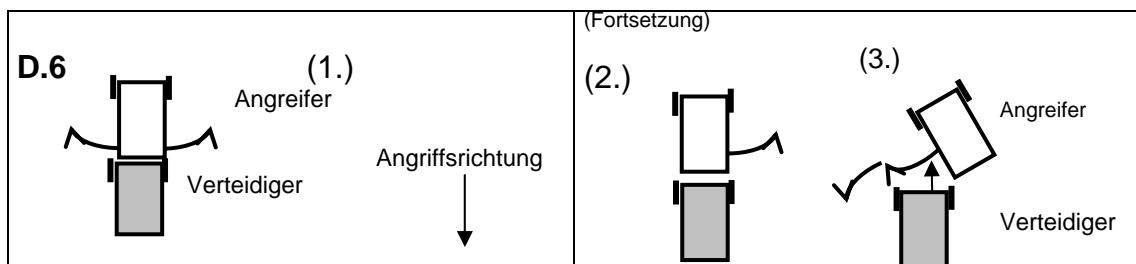 D.6
(1.)
Angreifer
Angriffsrichtung
Verteidiger
(Fortsetzung)
(2.)
(3.)
Angreifer
Verteidiger